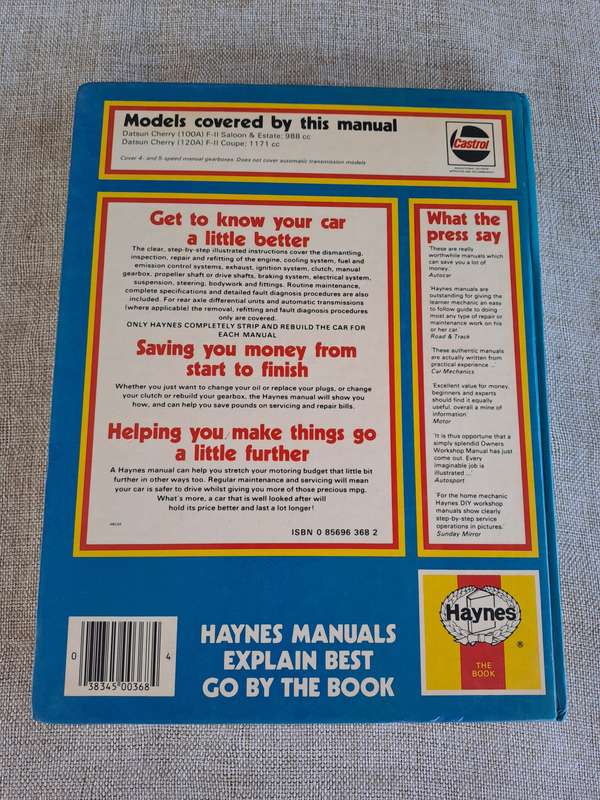 Models covered by this manual
Datsun Cherry (100A) F-II Saloon & Estate; 988 cc
Datsun Cherry (120A) F-II Coupe; 1171 cc
Cover 4- and 5-speed manual gearboxes. Does not cover automatic transmission models
Castrol
Get to know your car
a little better
The clear, step-by-step illustrated instructions cover the dismantling,
inspection, repair and refitting of the engine, cooling system, fuel and
emission control systems, exhaust, ignition system, clutch, manual
gearbox, propeller shaft or drive shafts, braking system, electrical system,
suspension, steering, bodywork and fittings. Routine maintenance,
complete specifications and detailed fault diagnosis procedures are also
included. For rear axle differential units and automatic transmissions
(where applicable) the removal, refitting and fault diagnosis procedures
only are covered.
ONLY HAYNES COMPLETELY STRIP AND REBUILD THE CAR FOR
EACH MANUAL
Saving you money from
start to finish
Whether you just want to change your oil or replace your plugs, or change
your clutch or rebuild your gearbox, the Haynes manual will show you
how, and can help you save pounds on servicing and repair bills.
Helping you make things go
a little further
A Haynes manual can help you stretch your motoring budget that little bit
further in other ways too. Regular maintenance and servicing will mean
your car is safer to drive whilst giving you more of those precious mpg.
What's more, a car that is well looked after will
hold its price better and last a lot longer!
ISBN 0 85696 368 2
What the
press say
'These are really
worthwhile manuals which
can save you a lot of
money.'
Autocar
'Haynes manuals are
outstanding for giving the
learner mechanic an easy
to follow guide to doing
most any type of repair or
maintenance work on his
or her car.'
Road & Track
'These authentic manuals
are actually written from
practical experience ...'
Car Mechanics
'Excellent value for money,
beginners and experts
should find it equally
useful, overall a mine of
information'
Motor
'It is thus opportune that a
simply splendid Owners
Workshop Manual has just
come out. Every
imaginable job is
illustrated ...'
Autosport
'For the home mechanic
Haynes DIY workshop
manuals show clearly
step-by-step service
operations in pictures.'
Sunday Mirror
0 38345 00368 4
HAYNES MANUALS
EXPLAIN BEST
GO BY THE BOOK
Haynes
®
THE
BOOK